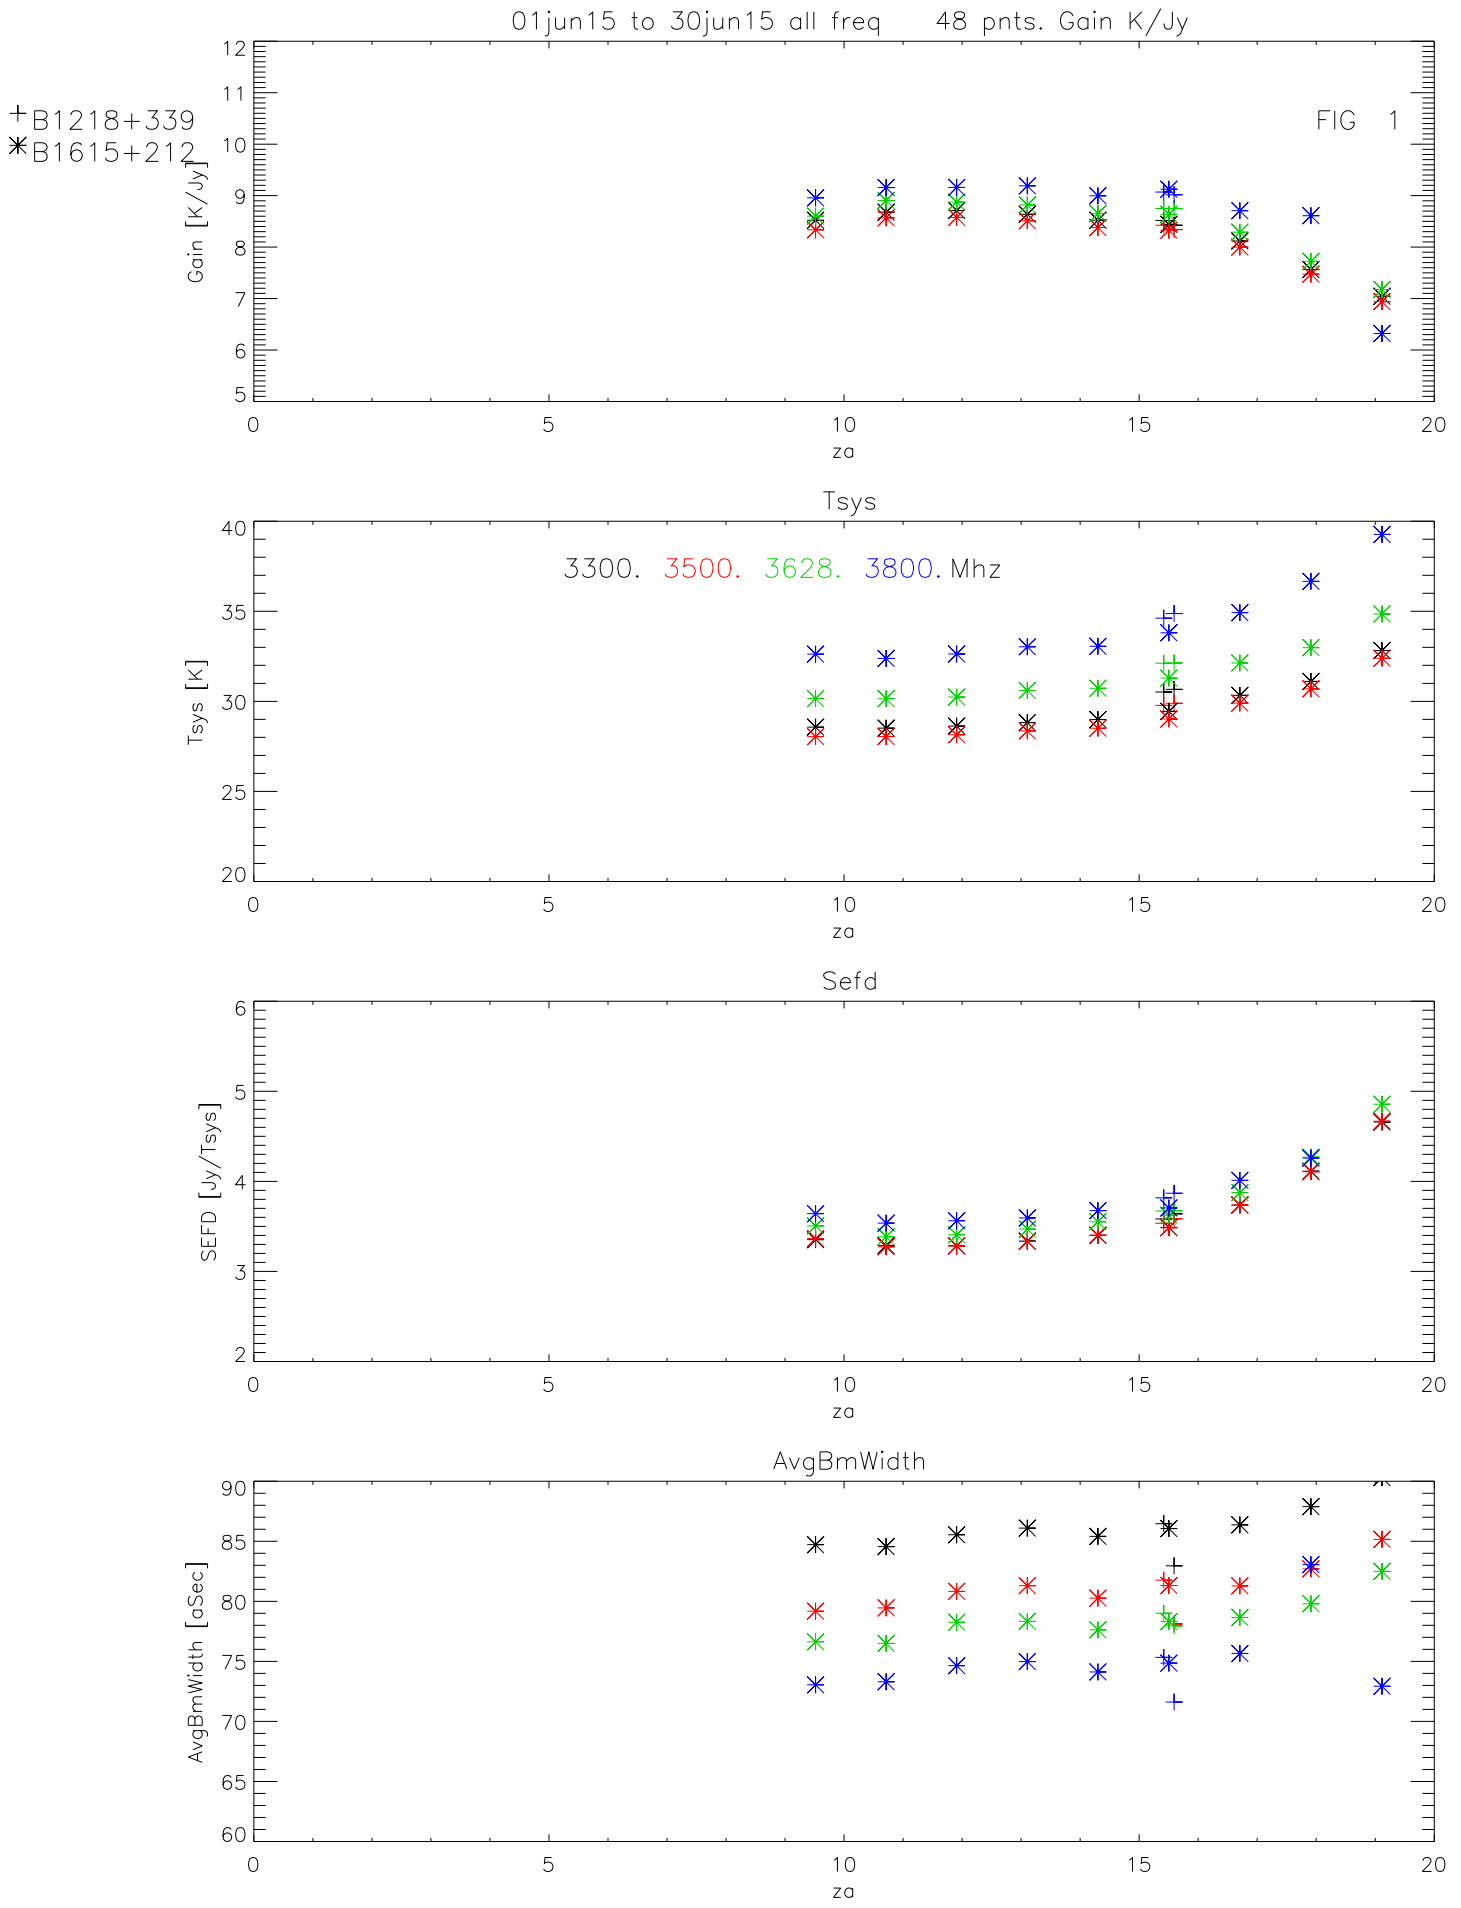 01jun15 to 30jun15 all freq 48 pnts. Gain K/Jy
+B1218+339
*B1615+212
FIG 1
12
11
10
9
8
7
6
5
Gain [K/Jy]
0 5 10 15 20
za
Tsys
3300. 3500. 3628. 3800. Mhz
40
35
30
25
20
Tsys [K]
0 5 10 15 20
za
Sefd
6
5
4
3
2
SEFD [Jy/Tsys]
0 5 10 15 20
za
AvgBmWidth
90
85
80
75
70
65
60
AvgBmWidth [aSec]
0 5 10 15 20
za